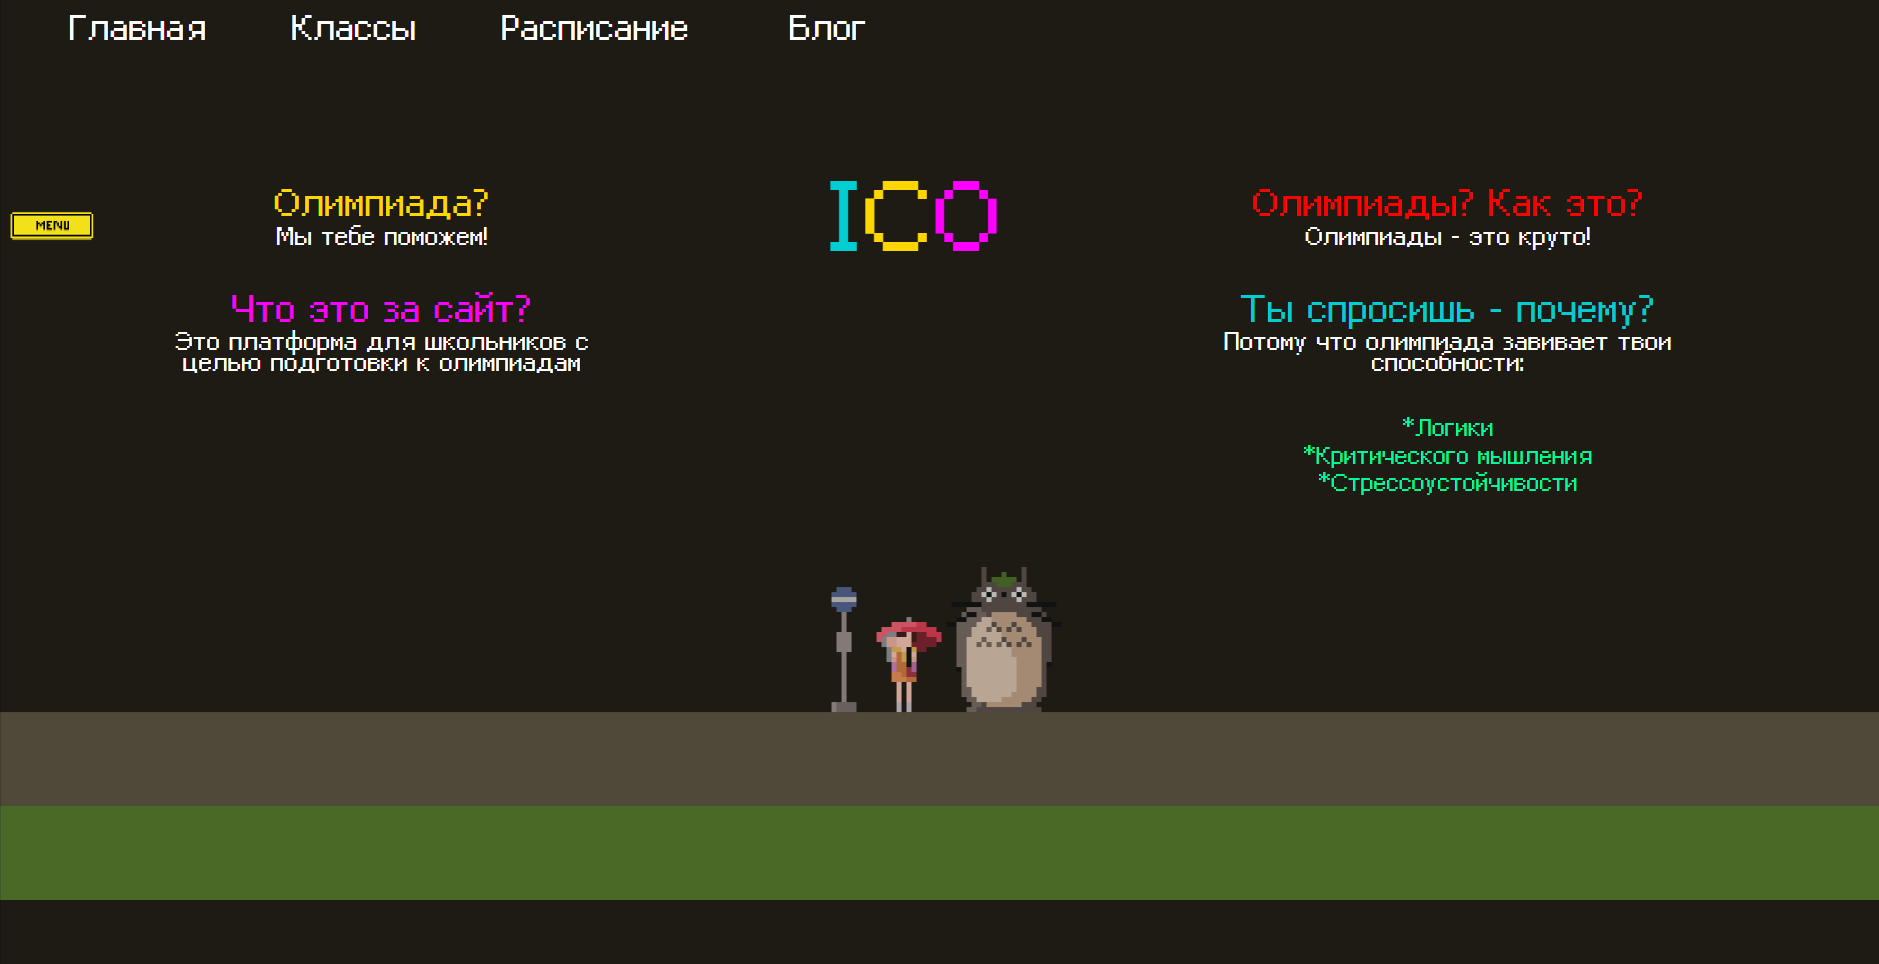 Главная Классы Расписание Блог
MENU
Олимпиада?
Мы тебе поможем!
Что это за сайт?
Это платформа для школьников с
целью подготовки к олимпиадам
ICO
Олимпиады? Как это?
Олимпиады - это круто!
Ты спросишь - почему?
Потому что олимпиада завивает твои
способности:
*Логики
*Критического мышления
*Стрессоустойчивости